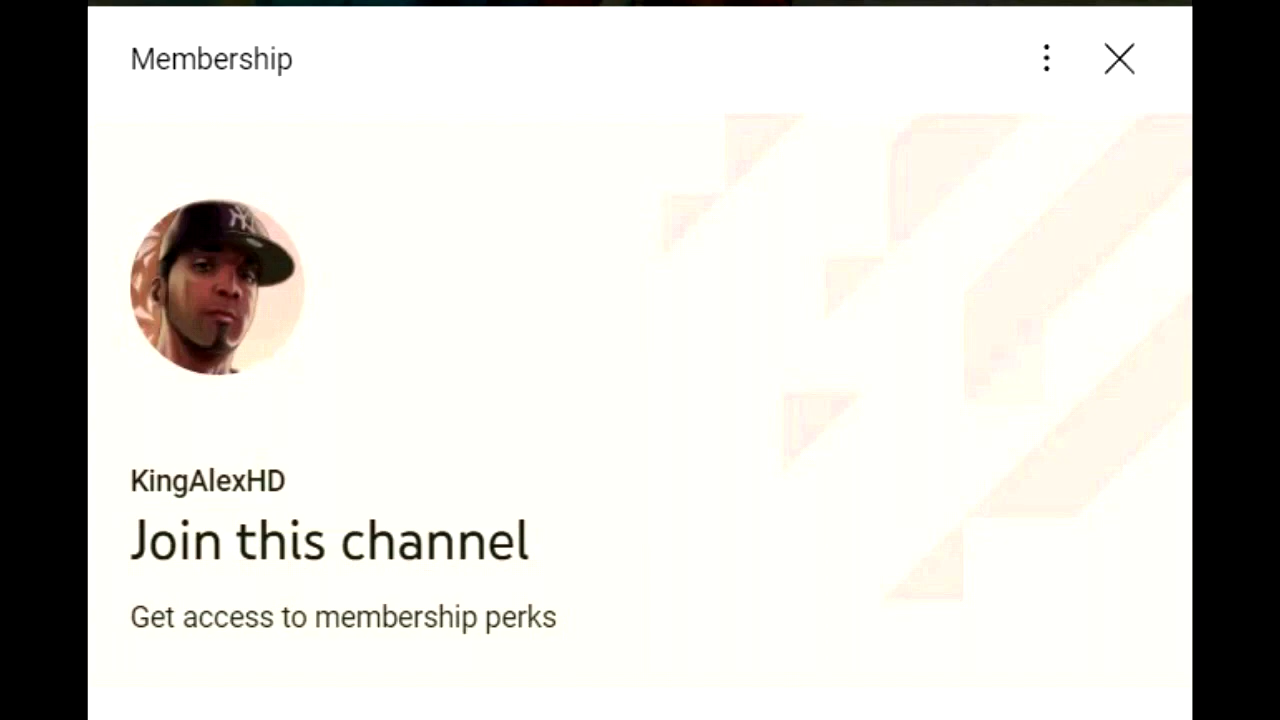 Membership
KingAlexHD
Join this channel
Get access to membership perks